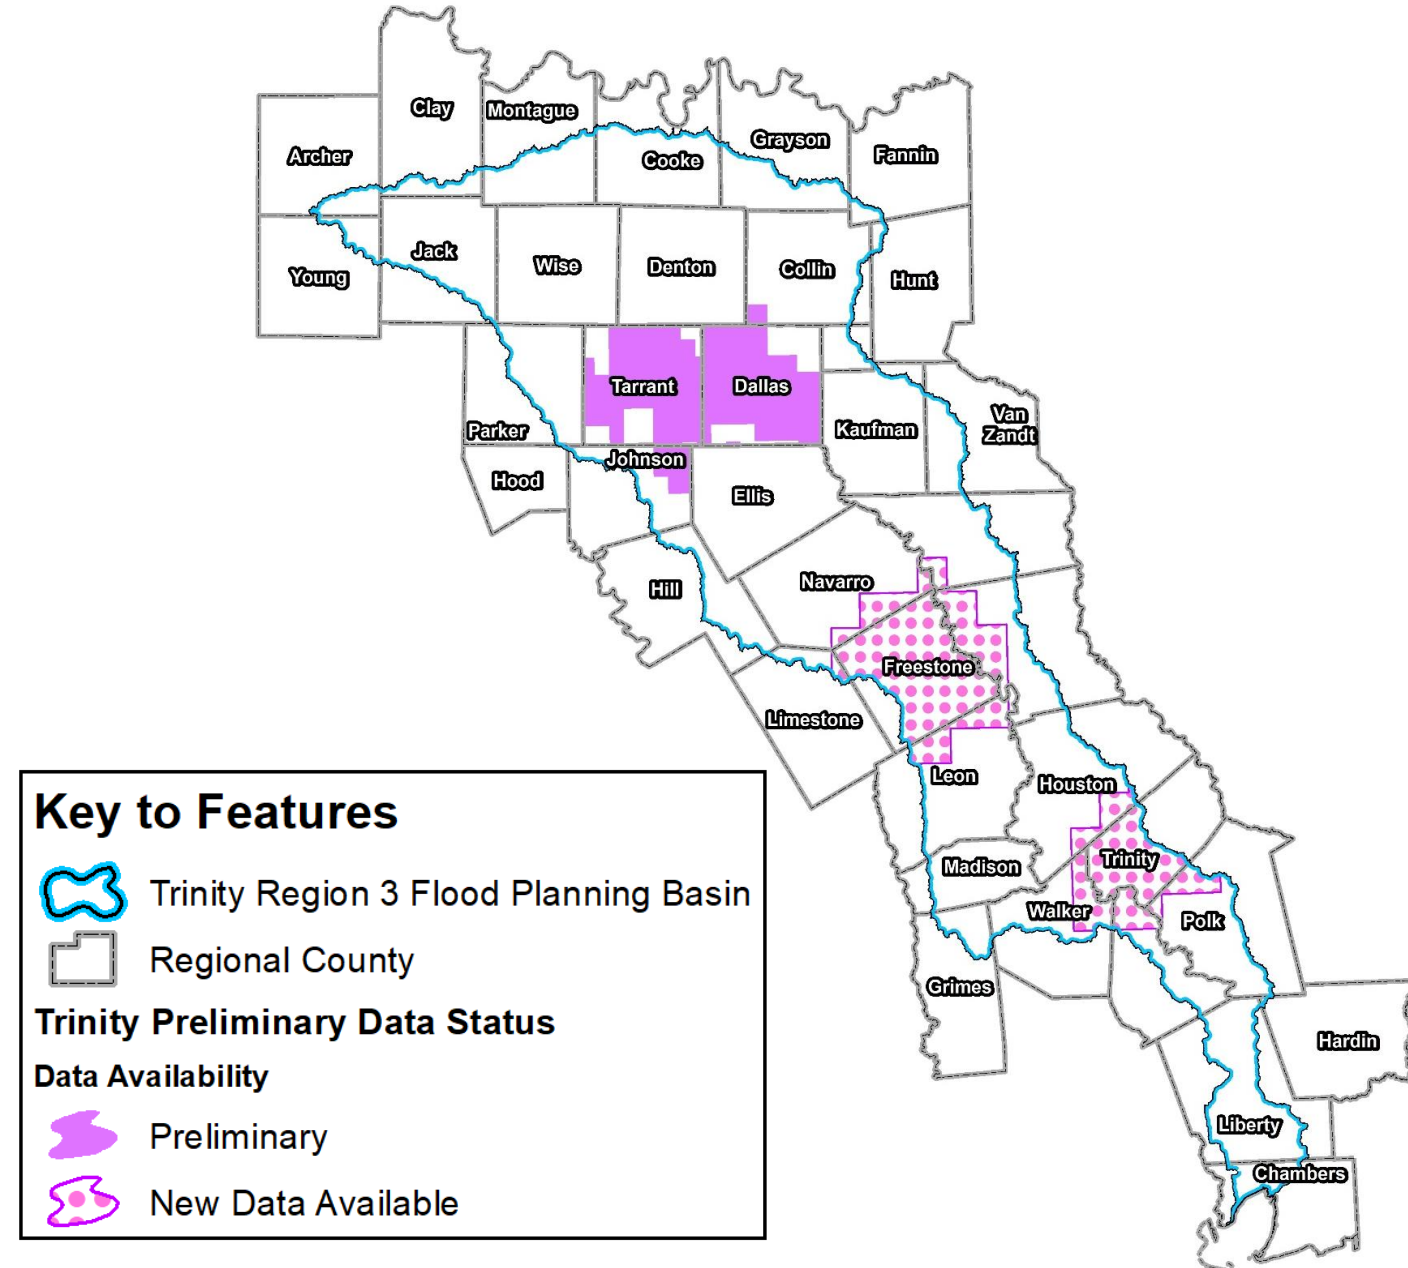 Clay
Montague
Grayson
Archer
Cooke
Fannin
Jack
Young
Wise
Denton
Collin
Hunt
Tarrant
Dallas
Parker
Kaufman
Van
Zandt
Johnson
Hood
Ellis
Hill
Navarro
Freestone
Limestone
Leon
Houston
Madison
Trinity
Walker
Polk
Grimes
Hardin
Liberty
Chambers
Key to Features
Trinity Region 3 Flood Planning Basin
Regional County
Trinity Preliminary Data Status
Data Availability
Preliminary
New Data Available